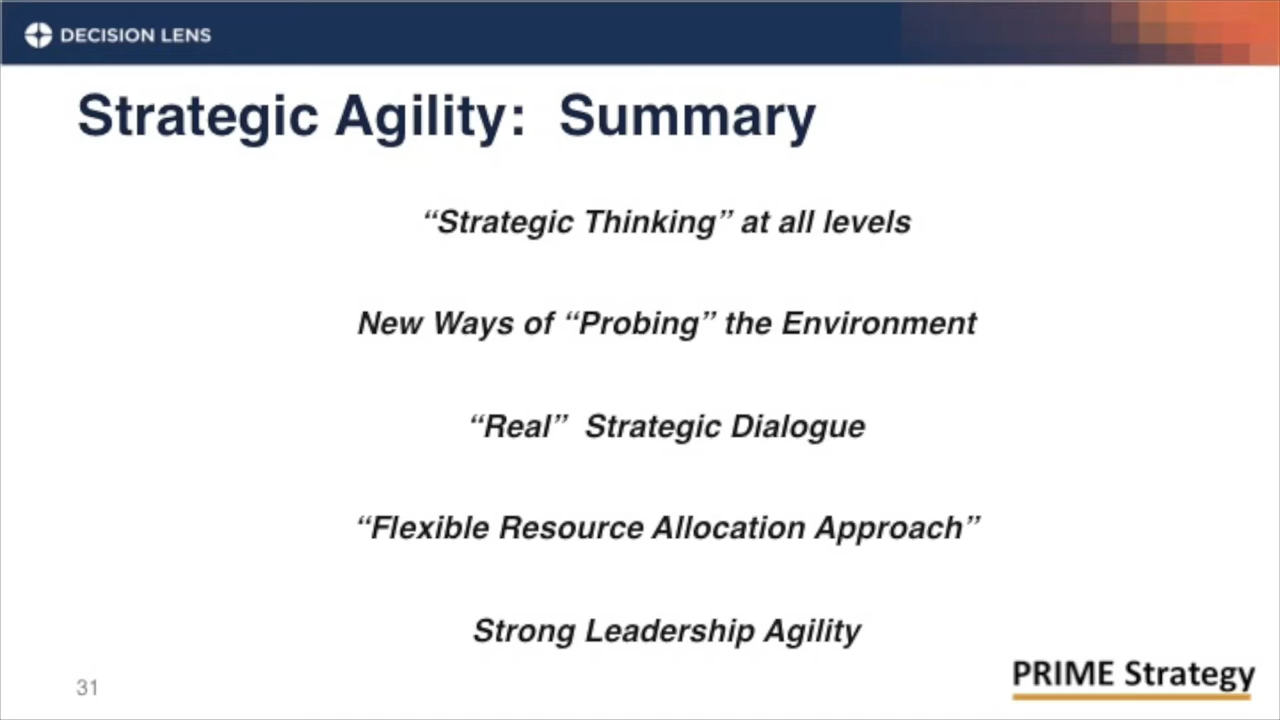 DECISION LENS
Strategic Agility:  Summary
“Strategic Thinking” at all levels
New Ways of “Probing” the Environment
“Real”  Strategic Dialogue
“Flexible Resource Allocation Approach”
Strong Leadership Agility
31
PRIME Strategy